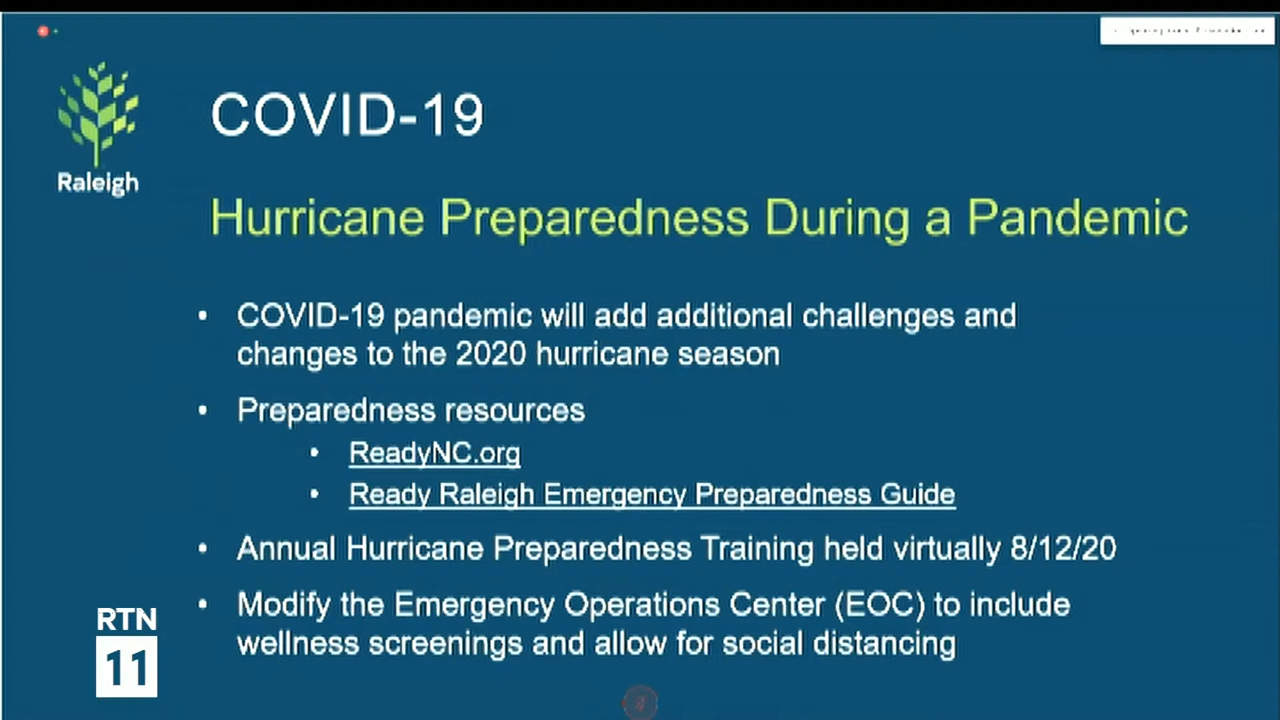 Raleigh
COVID-19
Hurricane Preparedness During a Pandemic
• COVID-19 pandemic will add additional challenges and
changes to the 2020 hurricane season
• Preparedness resources
• ReadyNC.org
• Ready Raleigh Emergency Preparedness Guide
• Annual Hurricane Preparedness Training held virtually 8/12/20
• Modify the Emergency Operations Center (EOC) to include
wellness screenings and allow for social distancing
RTN
11